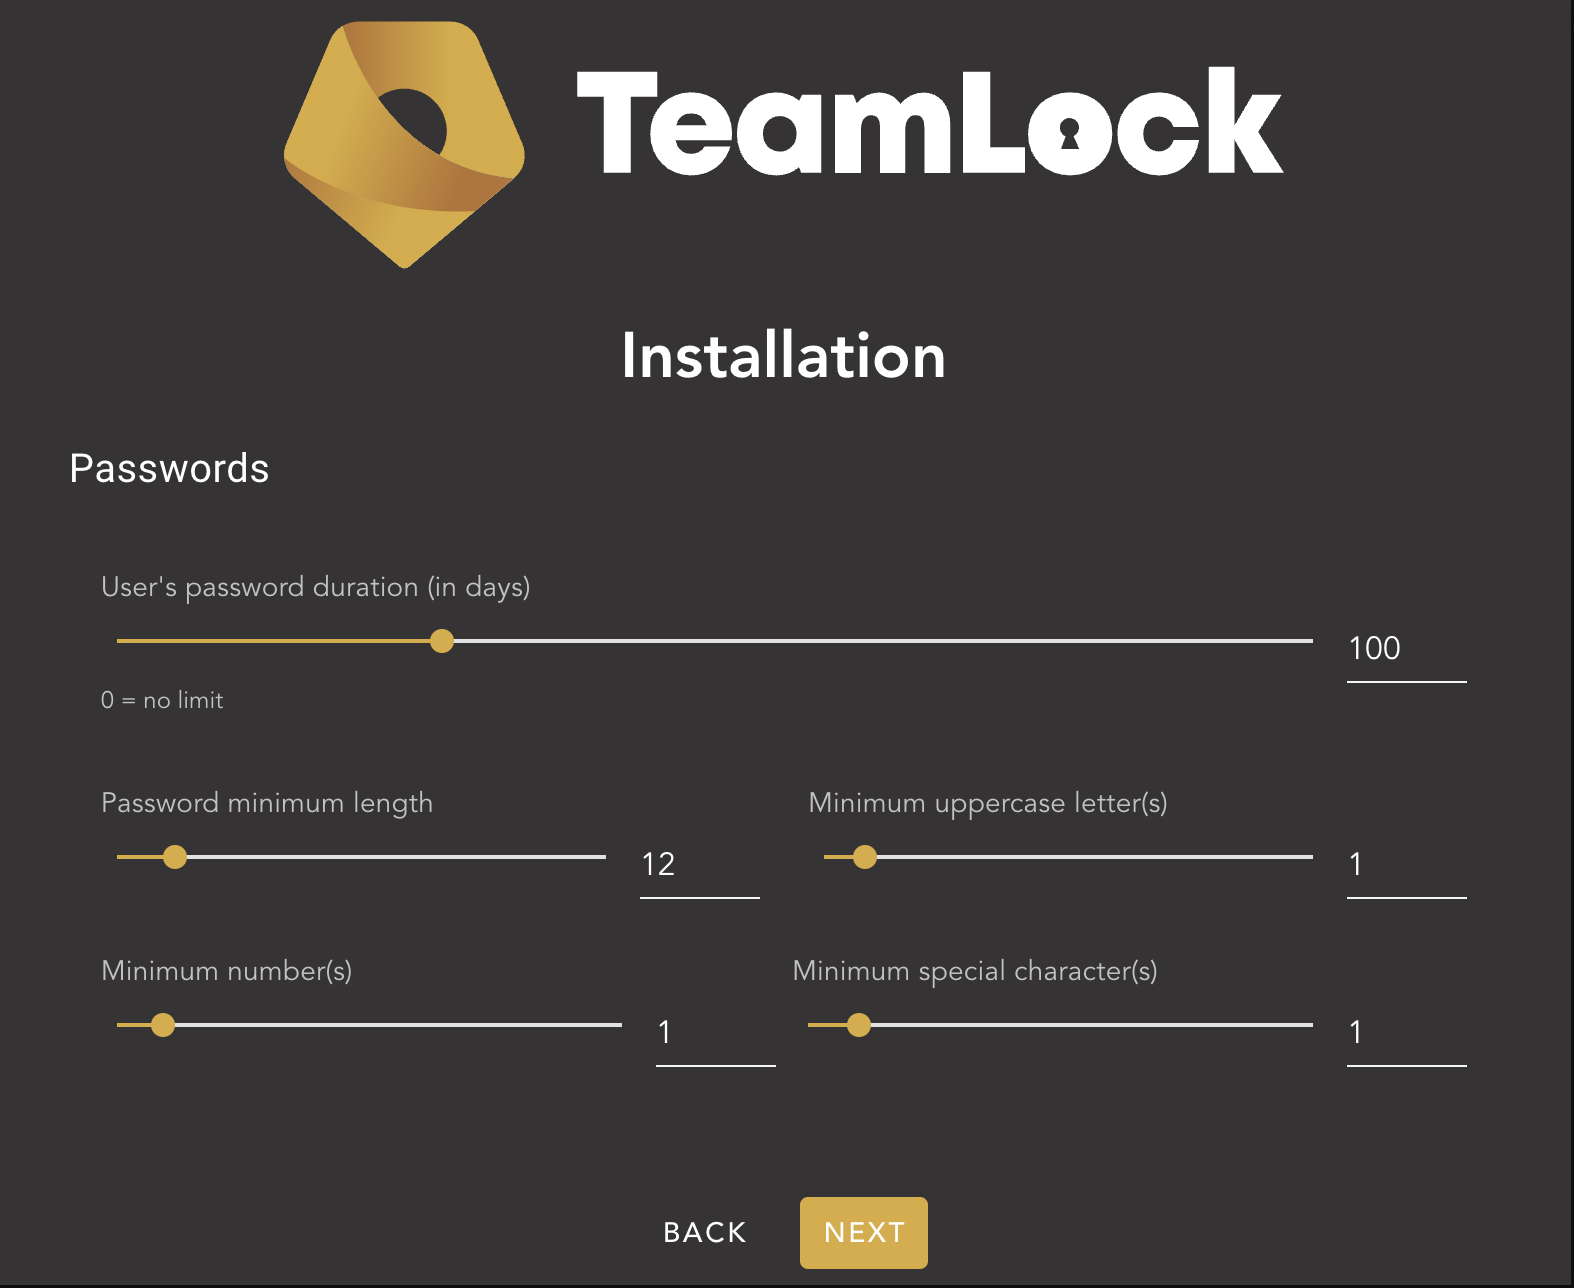 TeamLock
Installation
Passwords
User's password duration (in days)
100
0 = no limit
Password minimum length
12
Minimum uppercase letter(s)
1
Minimum number(s)
1
Minimum special character(s)
1
BACK
NEXT